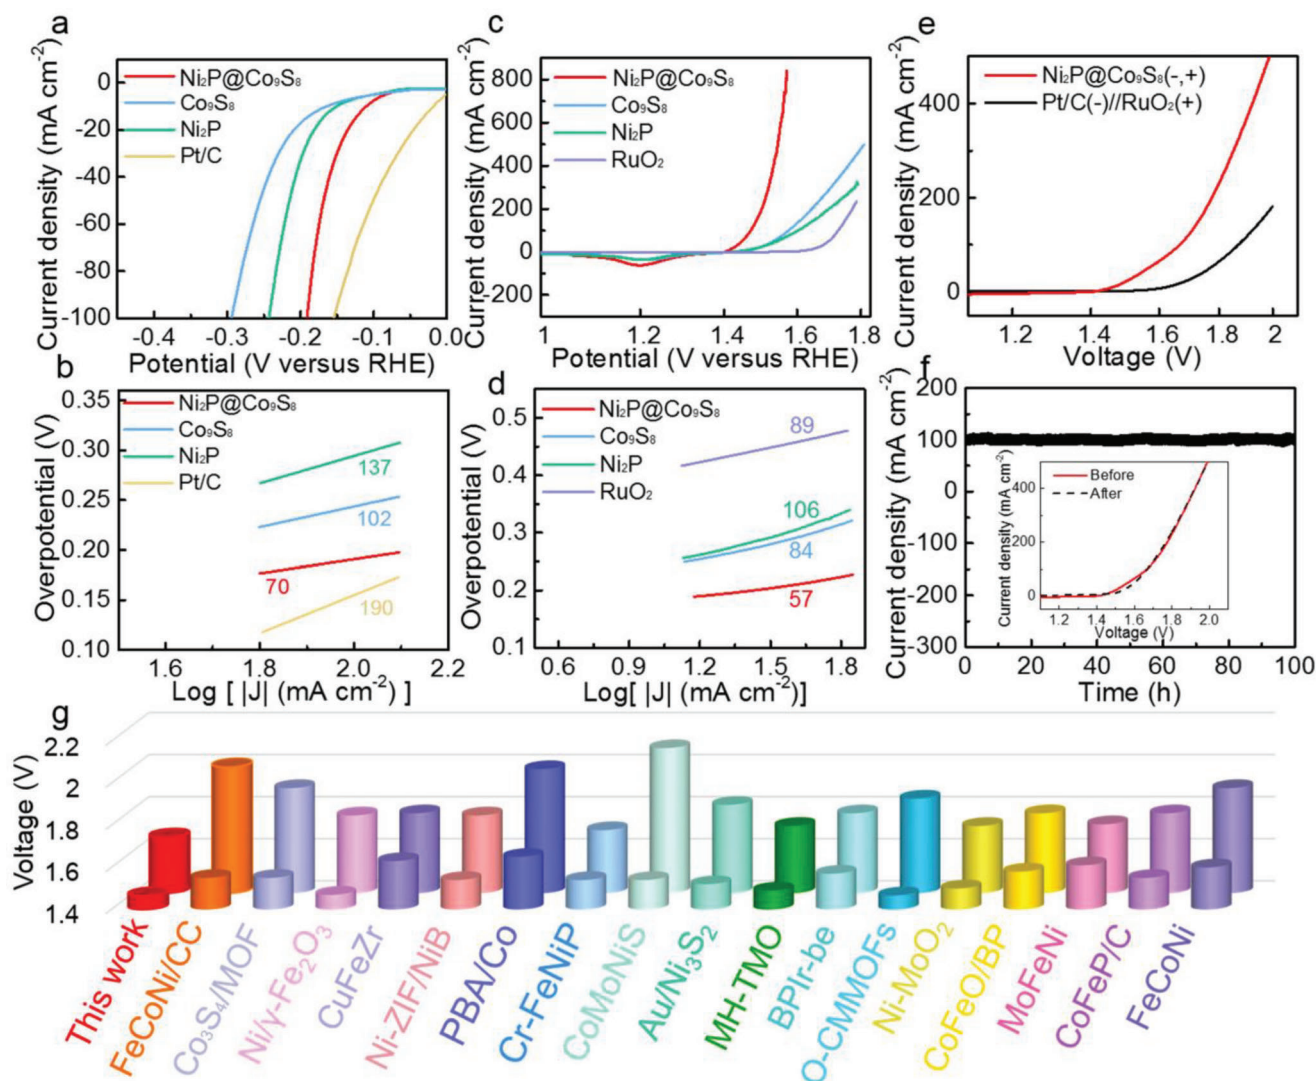 a
Current density (mA cm⁻²)
0
-20
-40
-60
-80
-100
Ni₂P@Co₉S₈
Co₉S₈
Ni₂P
Pt/C
-0.4 -0.3 -0.2 -0.1 0.0
Potential (V versus RHE)
c
Current density (mA cm⁻²)
800
600
400
200
0
-200
Ni₂P@Co₉S₈
Co₉S₈
Ni₂P
RuO₂
1 1.2 1.4 1.6 1.8
Potential (V versus RHE)
e
Current density (mA cm⁻²)
400
200
0
Ni₂P@Co₉S₈(-,+)
Pt/C(-)//RuO₂(+)
1.2 1.4 1.6 1.8 2
Voltage (V)
b
Overpotential (V)
0.35
0.30
0.25
0.20
0.15
0.10
Ni₂P@Co₉S₈
Co₉S₈
Ni₂P
Pt/C
137
102
70
190
1.6 1.8 2.0 2.2
Log [ |J| (mA cm⁻²) ]
d
Overpotential (V)
0.5
0.4
0.3
0.2
0.1
Ni₂P@Co₉S₈
Co₉S₈
Ni₂P
RuO₂
89
106
84
57
0.6 0.9 1.2 1.5 1.8
Log[ |J| (mA cm⁻²)]
f
Current density (mA cm⁻²)
200
100
0
-100
-200
-300
Current density (mA cm⁻²)
400
200
0
Before
After
1.2 1.4 1.6 1.8 2.0
Voltage (V)
0 20 40 60 80 100
Time (h)
g
Voltage (V)
2.2
2
1.8
1.6
1.4
This work
FeCoNi/CC
Co₃S₄/MOF
Ni/γ-Fe₂O₃
CuFeZr
Ni-ZIF/NiB
PBA/Co
Cr-FeNiP
CoMoNiS
Au/Ni₃S₂
MH-TMO
BPIr-be
O-CMMOFs
Ni-MoO₂
CoFeO/BP
MoFeNi
CoFeP/C
FeCoNi